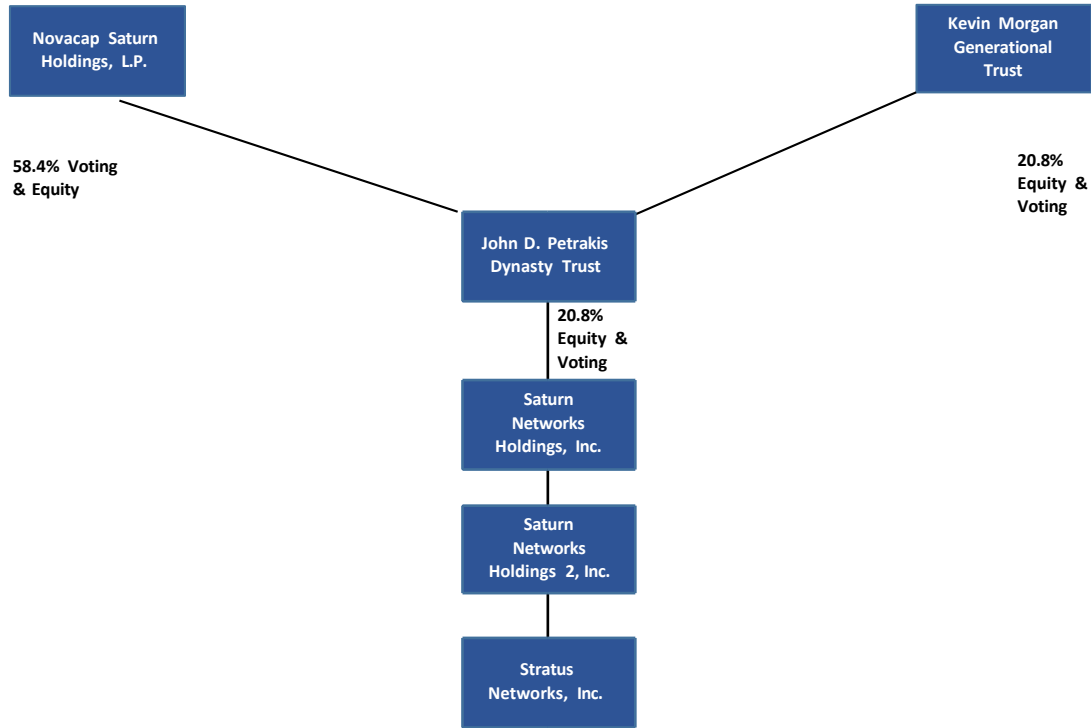 Novacap Saturn
Holdings, L.P.
Kevin Morgan
Generational
Trust
58.4% Voting
& Equity
20.8%
Equity &
Voting
John D. Petrakis
Dynasty Trust
20.8%
Equity &
Voting
Saturn
Networks
Holdings, Inc.
Saturn
Networks
Holdings 2, Inc.
Stratus
Networks, Inc.